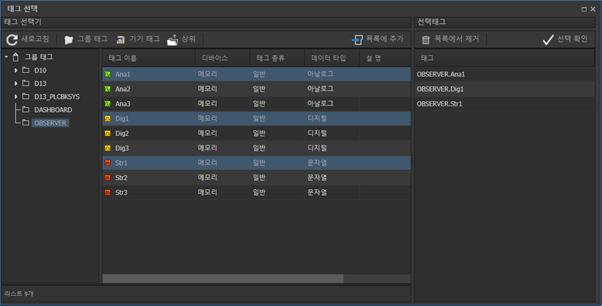 태그 선택
태그 선택기
새로고침 그룹 태그 기기 태그 상위 목록에 추가
그룹 태그
D10
D13
D13_PLCBKSYS
DASHBOARD
OBSERVER
태그 이름 디바이스 태그 종류 데이터 타입 설 명
Ana1 메모리 일반 아날로그
Ana2 메모리 일반 아날로그
Ana3 메모리 일반 아날로그
Dig1 메모리 일반 디지털
Dig2 메모리 일반 디지털
Dig3 메모리 일반 디지털
Str1 메모리 일반 문자열
Str2 메모리 일반 문자열
Str3 메모리 일반 문자열
리스트 9개
선택태그
목록에서 제거 선택 확인
태그
OBSERVER.Ana1
OBSERVER.Dig1
OBSERVER.Str1